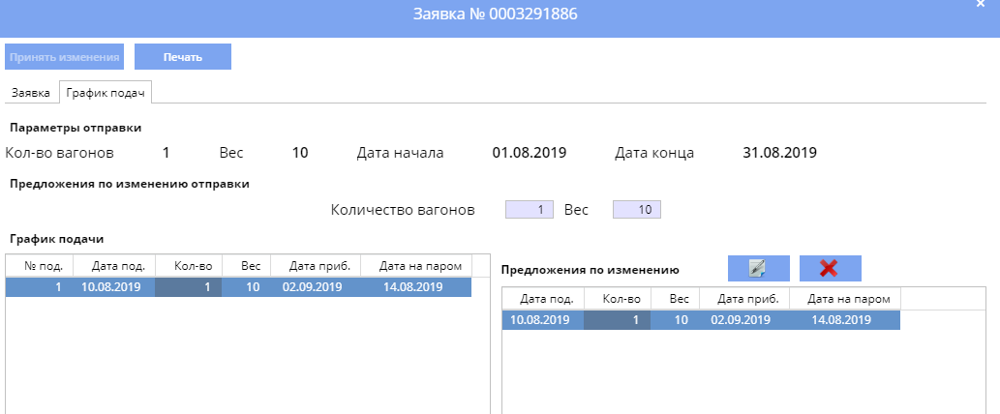 Заявка № 0003291886
×
Принять изменения Печать
Заявка График подач
Параметры отправки
Кол-во вагонов 1 Вес 10 Дата начала 01.08.2019 Дата конца 31.08.2019
Предложения по изменению отправки
Количество вагонов 1 Вес 10
График подачи
№ под. Дата под. Кол-во Вес Дата приб. Дата на паром
1 10.08.2019 1 10 02.09.2019 14.08.2019
Предложения по изменению
Дата под. Кол-во Вес Дата приб. Дата на паром
10.08.2019 1 10 02.09.2019 14.08.2019